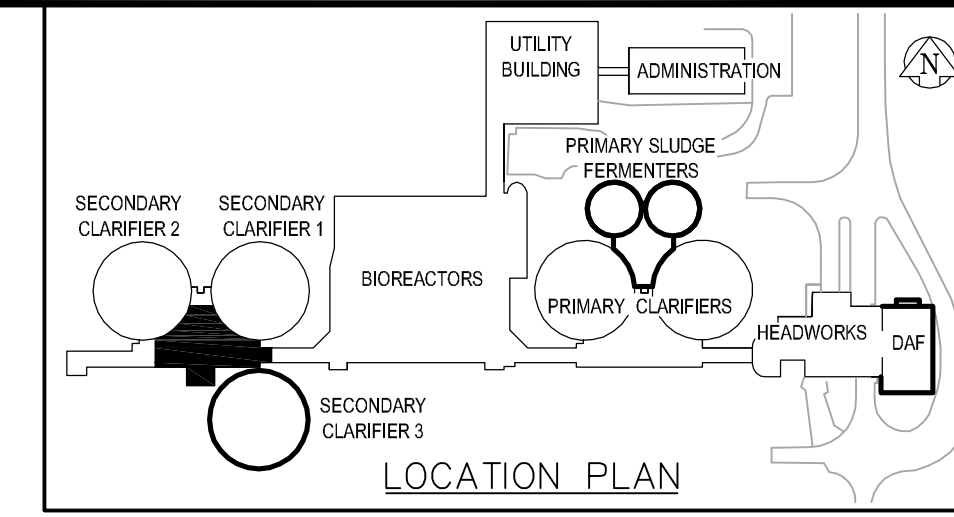 UTILITY
BUILDING
ADMINISTRATION
N
PRIMARY SLUDGE
FERMENTERS
SECONDARY
CLARIFIER 2
SECONDARY
CLARIFIER 1
BIOREACTORS
PRIMARY CLARIFIERS
HEADWORKS
DAF
SECONDARY
CLARIFIER 3
LOCATION PLAN